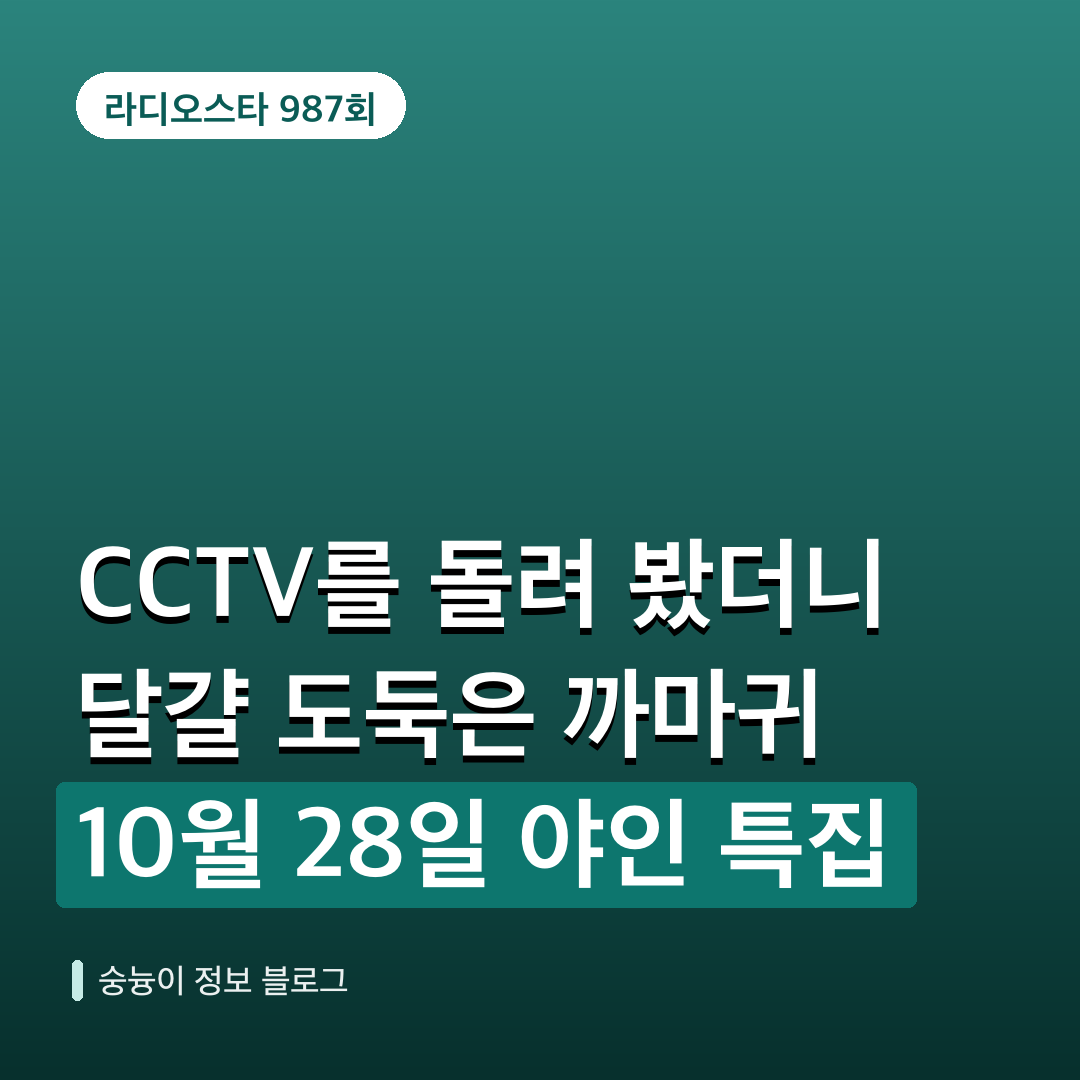 라디오스타 987회
CCTV를 돌려 봤더니
달걀 도둑은 까마귀
10월 28일 야인 특집
숭늉이 정보 블로그